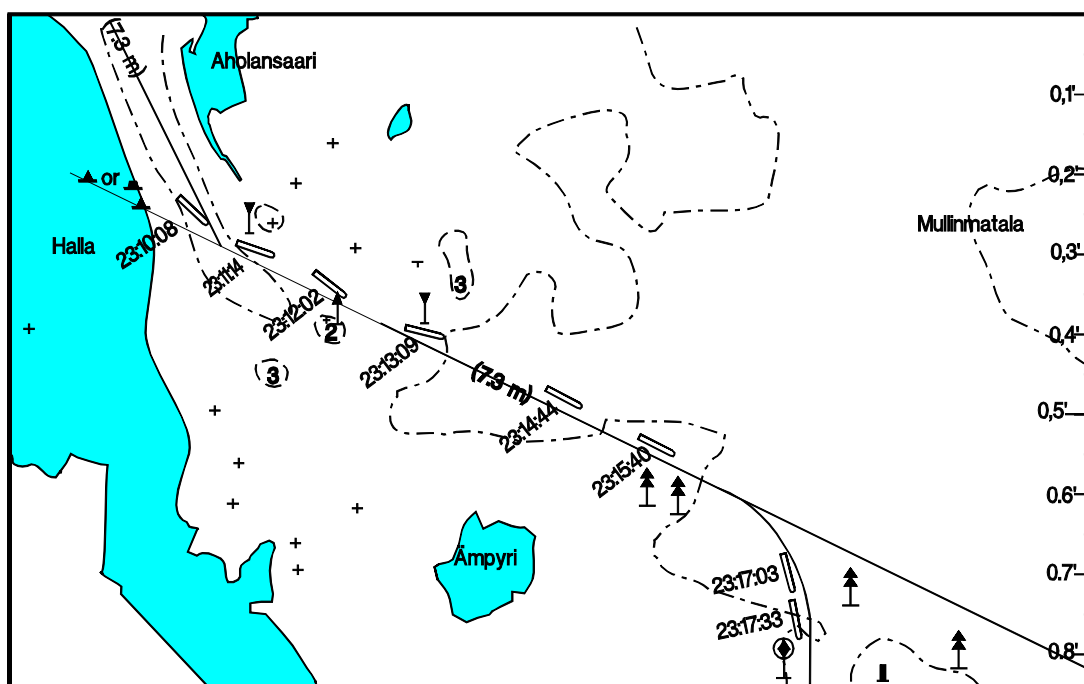 (7.3 m)
Aholansaari
0,1'
or
0,2'
Mullinmatala
Halla
23:10:08
0,3'
23:11:14
3
23:12:02
2
0,4'
23:13:09
3
(7.3 m)
0,5'
23:14:44
23:15:40
0.6'
Ämpyri
0.7'
23:17:03
23:17:33
0.8'